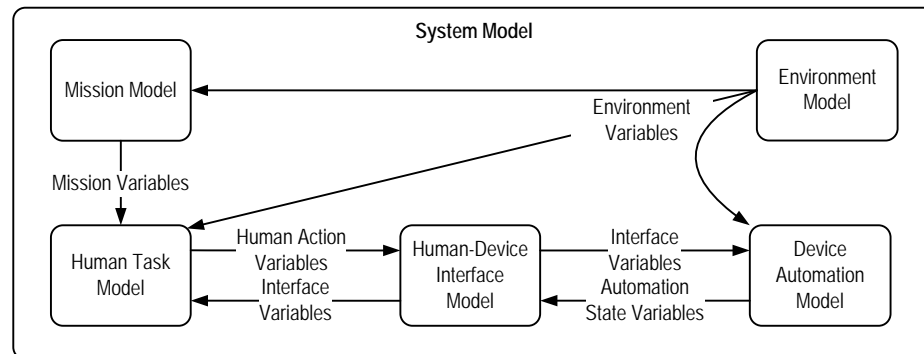 System Model
Mission Model
Environment
Model
Environment
Variables
Mission Variables
Human Task
Model
Human Action
Variables
Interface
Variables
Human-Device
Interface
Model
Interface
Variables
Automation
State Variables
Device
Automation
Model